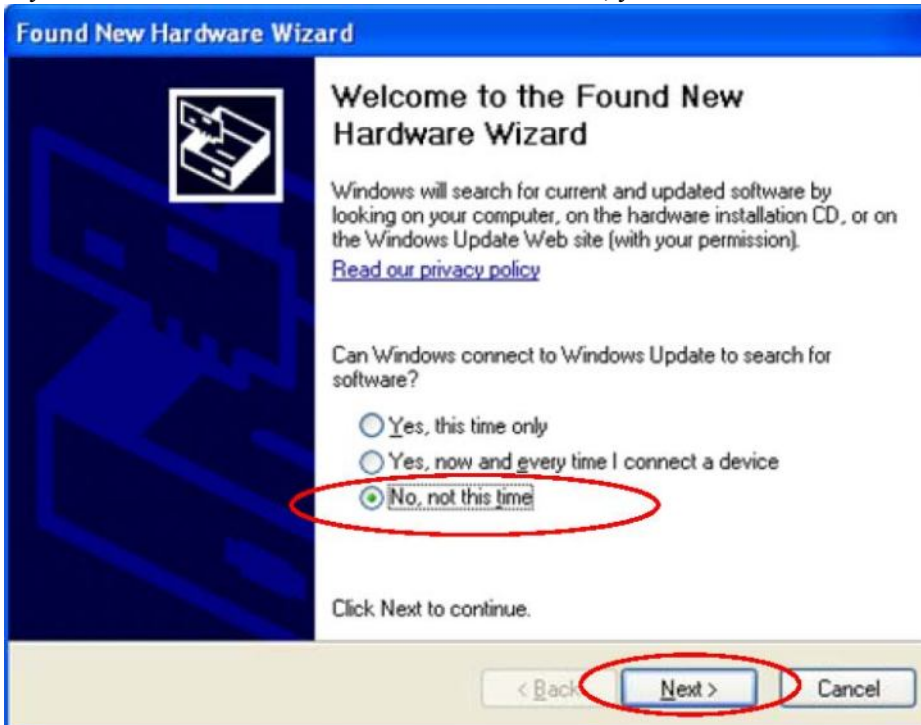 Found New Hardware Wizard
Welcome to the Found New
Hardware Wizard
Windows will search for current and updated software by
looking on your computer, on the hardware installation CD, or on
the Windows Update Web site (with your permission).
Read our privacy policy
Can Windows connect to Windows Update to search for
software?
Yes, this time only
Yes, now and every time I connect a device
No, not this time
Click Next to continue.
< Back Next > Cancel